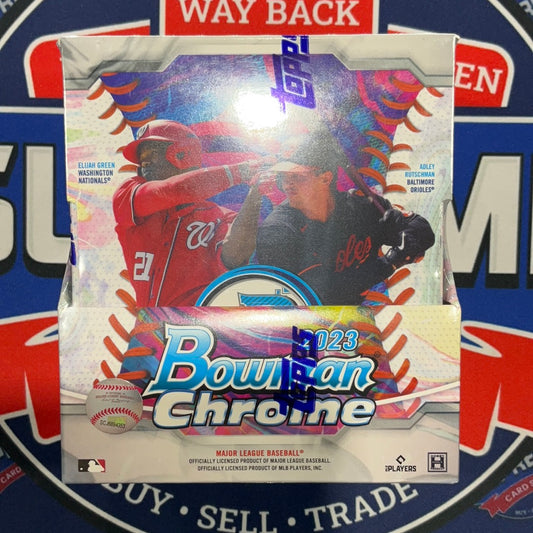 WAY BACK
topps
ELIJAH GREEN
WASHINGTON
NATIONALS®
ADLEY
RUTSCHMAN
BALTIMORE
ORIOLES®
W
21
2023
Bowman
Chrome
topps
MAJOR LEAGUE BASEBALL®
OFFICIALLY LICENSED PRODUCT OF MAJOR LEAGUE BASEBALL.
OFFICIALLY LICENSED PRODUCT OF MLB PLAYERS, INC.
PLAYERS
BUY • SELL • TRADE